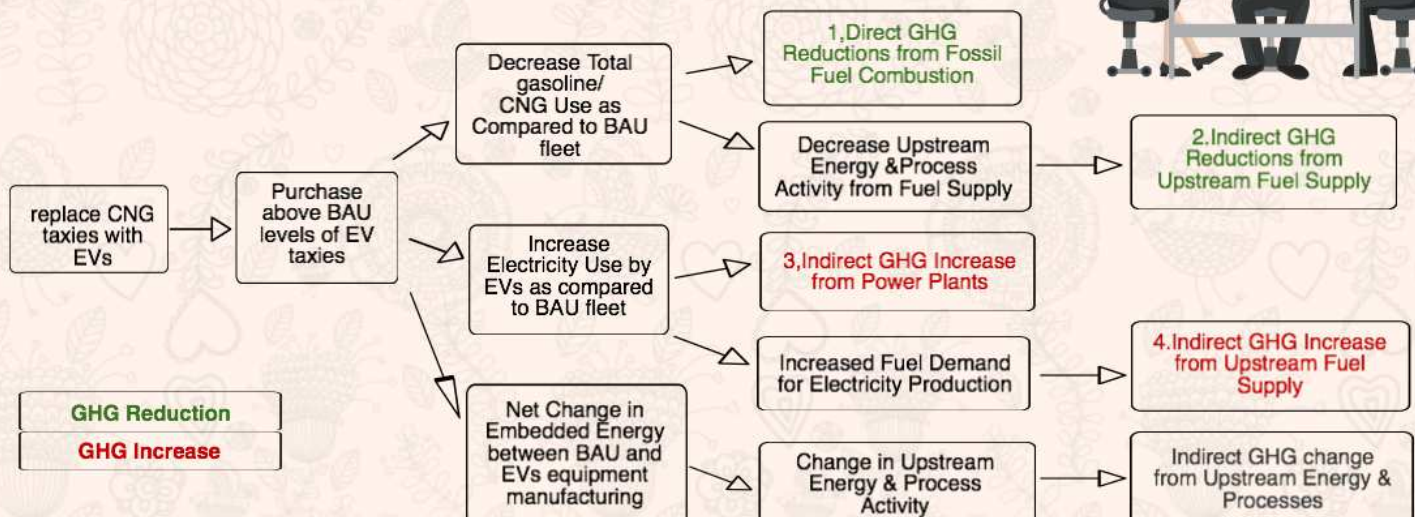 replace CNG
taxies with
EVs
Purchase
above BAU
levels of EV
taxies
Decrease Total
gasoline/
CNG Use as
Compared to BAU
fleet
1,Direct GHG
Reductions from Fossil
Fuel Combustion
Decrease Upstream
Energy &Process
Activity from Fuel Supply
2.Indirect GHG
Reductions from
Upstream Fuel Supply
Increase
Electricity Use by
EVs as compared
to BAU fleet
3,Indirect GHG Increase
from Power Plants
Increased Fuel Demand
for Electricity Production
4.Indirect GHG Increase
from Upstream Fuel
Supply
Net Change in
Embedded Energy
between BAU and
EVs equipment
manufacturing
Change in Upstream
Energy & Process
Activity
Indirect GHG change
from Upstream Energy &
Processes
GHG Reduction
GHG Increase